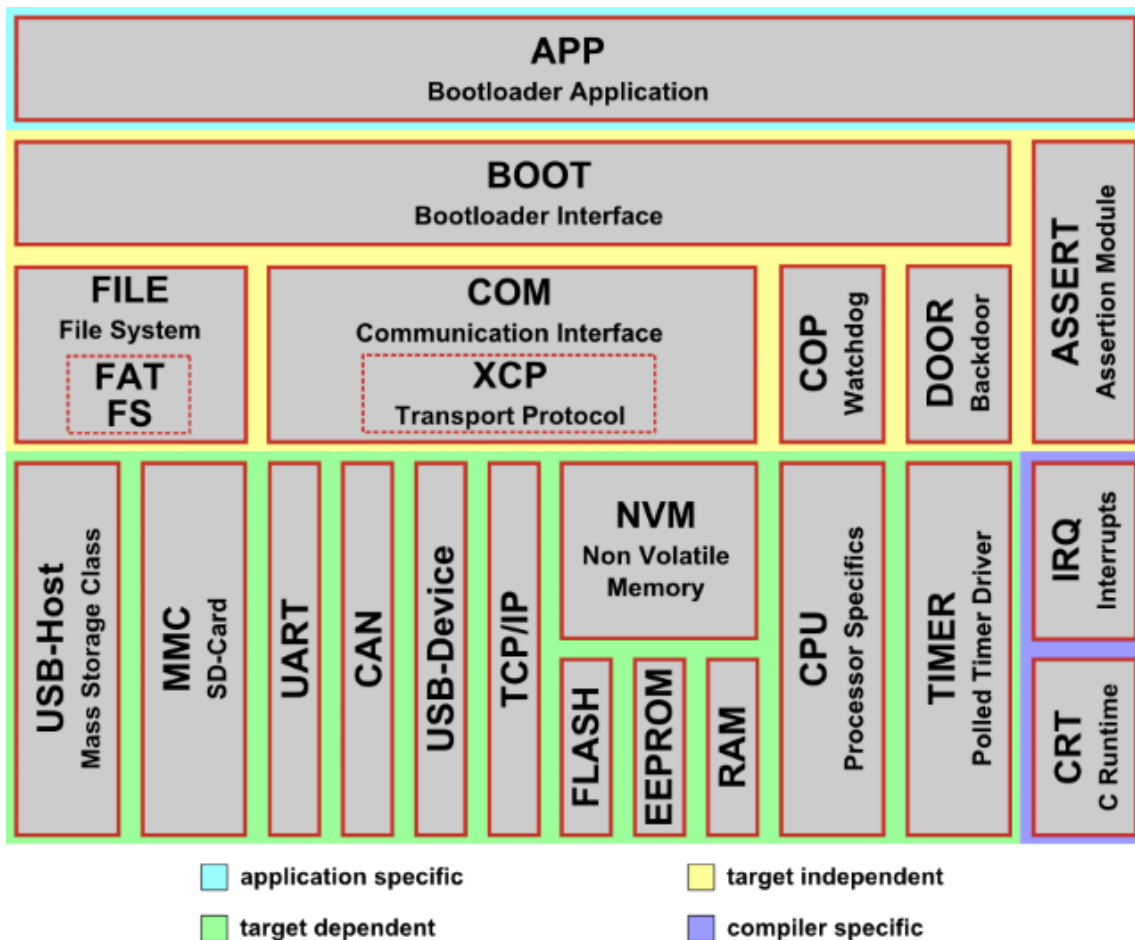 APP
Bootloader Application
BOOT
Bootloader Interface
ASSERT
Assertion Module
FILE
File System
FAT
FS
COM
Communication Interface
XCP
Transport Protocol
COP
Watchdog
DOOR
Backdoor
USB-Host
Mass Storage Class
MMC
SD-Card
UART
CAN
USB-Device
TCP/IP
NVM
Non Volatile
Memory
FLASH
EEPROM
RAM
CPU
Processor Specifics
TIMER
Polled Timer Driver
IRQ
Interrupts
CRT
C Runtime
application specific
target independent
target dependent
compiler specific